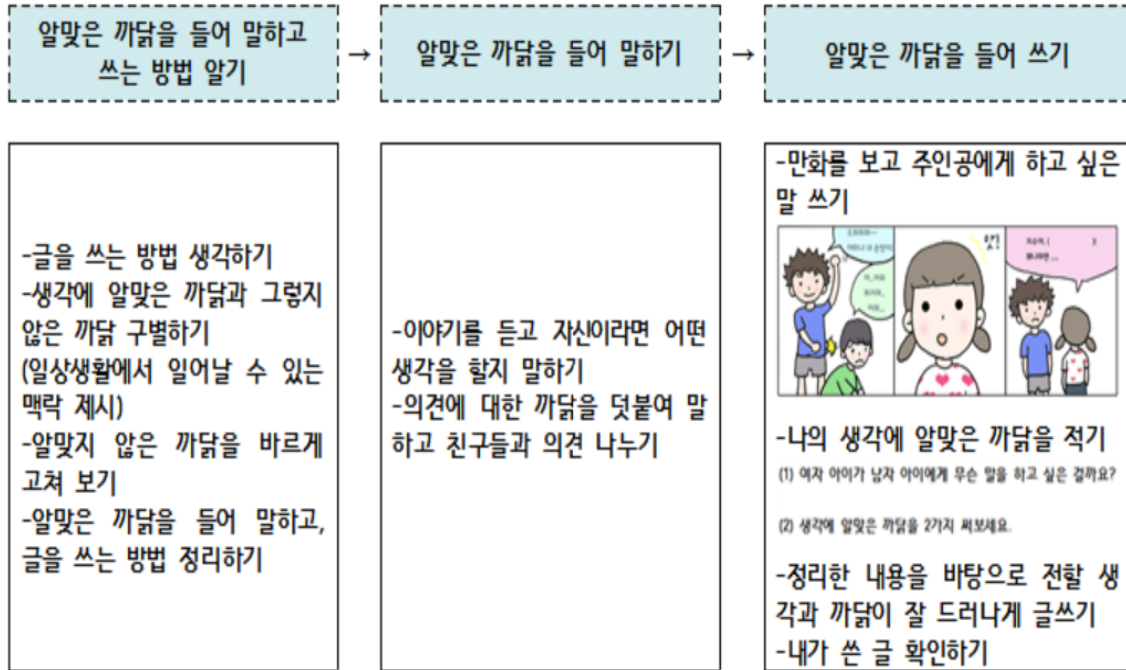 알맞은 까닭을 들어 말하고
쓰는 방법 알기
→
알맞은 까닭을 들어 말하기
→
알맞은 까닭을 들어 쓰기
-글을 쓰는 방법 생각하기
-생각에 알맞은 까닭과 그렇지
않은 까닭 구별하기
(일상생활에서 일어날 수 있는
맥락 제시)
-알맞지 않은 까닭을 바르게
고쳐 보기
-알맞은 까닭을 들어 말하고,
글을 쓰는 방법 정리하기
-이야기를 듣고 자신이라면 어떤
생각을 할지 말하기
-의견에 대한 까닭을 덧붙여 말
하고 친구들과 의견 나누기
-만화를 보고 주인공에게 하고 싶은
말 쓰기
-나의 생각에 알맞은 까닭을 적기
(1) 여자 아이가 남자 아이에게 무슨 말을 하고 싶은 걸까요?
(2) 생각에 알맞은 까닭을 2가지 써보세요.
-정리한 내용을 바탕으로 전할 생
각과 까닭이 잘 드러나게 글쓰기
-내가 쓴 글 확인하기